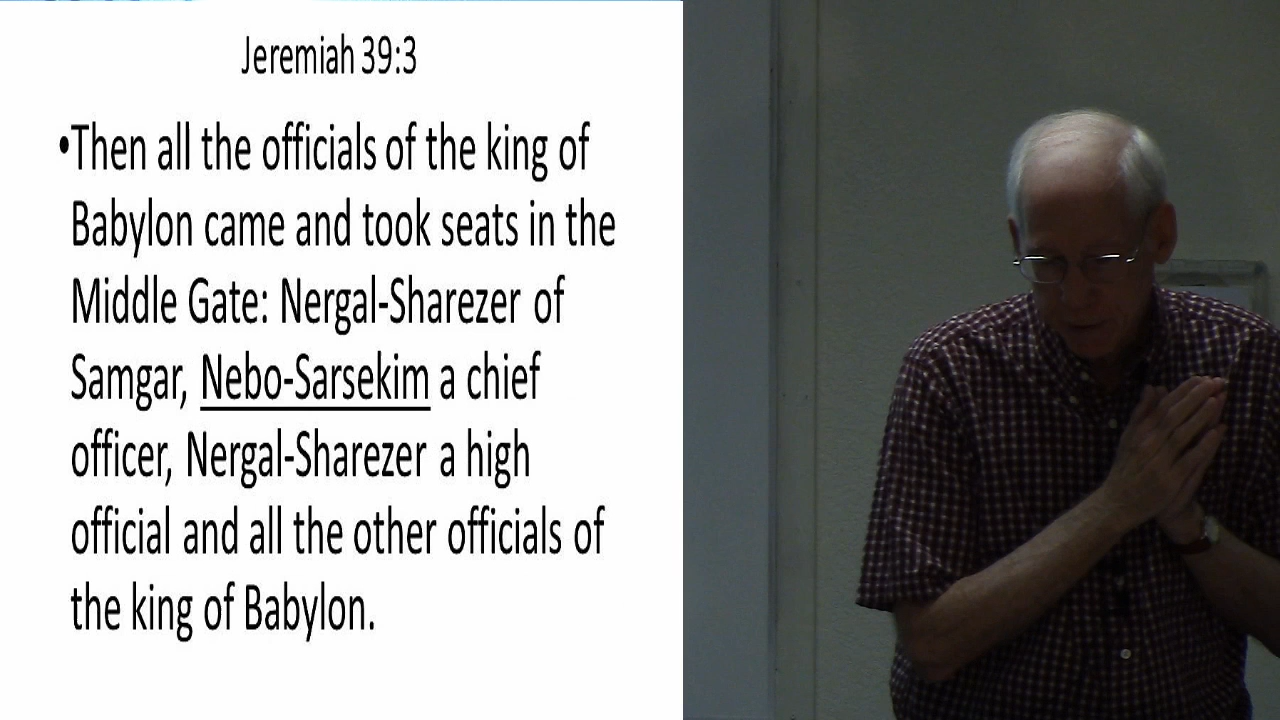 Jeremiah 39:3
•Then all the officials of the king of
Babylon came and took seats in the
Middle Gate: Nergal-Sharezer of
Samgar, Nebo-Sarsekim a chief
officer, Nergal-Sharezer a high
official and all the other officials of
the king of Babylon.